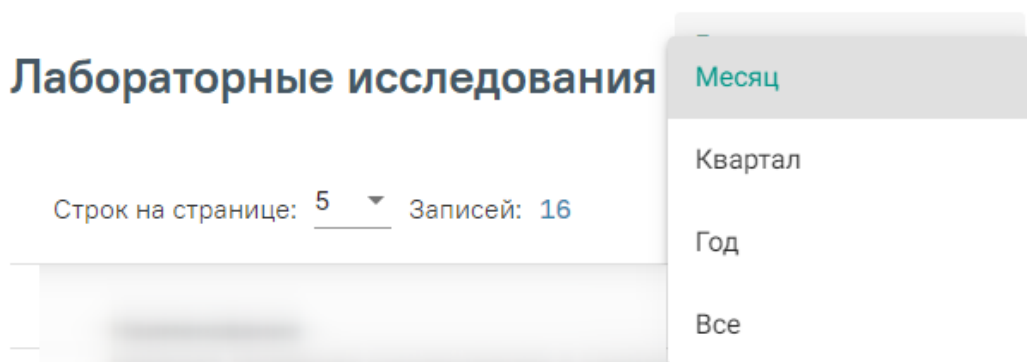 Лабораторные исследования
Месяц
Квартал
Строк на странице: 5 Записей: 16
Год
Все